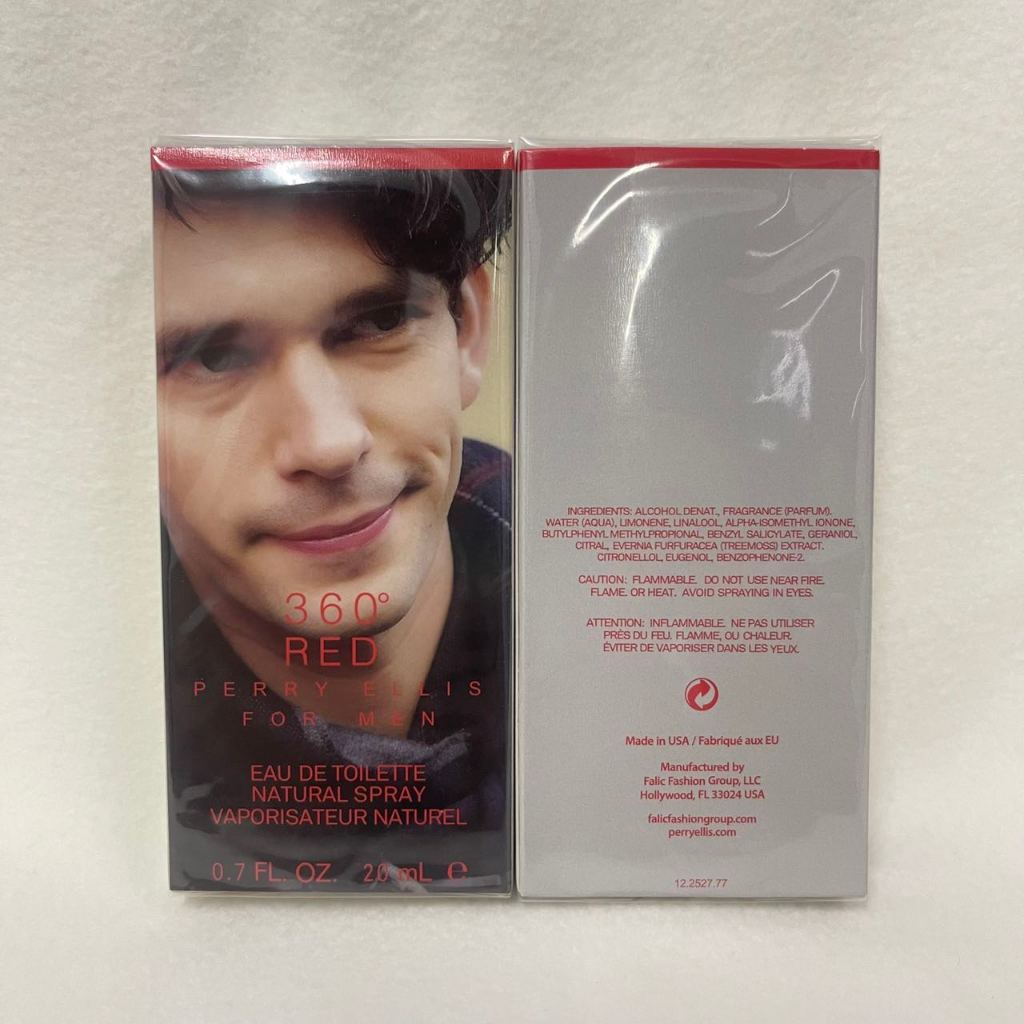 360°
RED
PERRY ELLIS
FOR MEN
EAU DE TOILETTE
NATURAL SPRAY
VAPORISATEUR NATUREL
0.7 FL. OZ. 20 mL ℮
INGREDIENTS: ALCOHOL DENAT., FRAGRANCE (PARFUM).
WATER (AQUA), LIMONENE, LINALOOL, ALPHA-ISOMETHYL IONONE,
BUTYLPHENYL METHYLPROPIONAL, BENZYL SALICYLATE, GERANIOL,
CITRAL, EVERNIA FURFURACEA (TREEMOSS) EXTRACT.
CITRONELLOL, EUGENOL, BENZOPHENONE-2.
CAUTION: FLAMMABLE. DO NOT USE NEAR FIRE.
FLAME. OR HEAT. AVOID SPRAYING IN EYES.
ATTENTION: INFLAMMABLE. NE PAS UTILISER
PRÈS DU FEU. FLAMME, OU CHALEUR.
ÉVITER DE VAPORISER DANS LES YEUX.
Made in USA / Fabriqué aux EU
Manufactured by
Falic Fashion Group, LLC
Hollywood, FL 33024 USA
falicfashiongroup.com
perryellis.com
12.2527.77